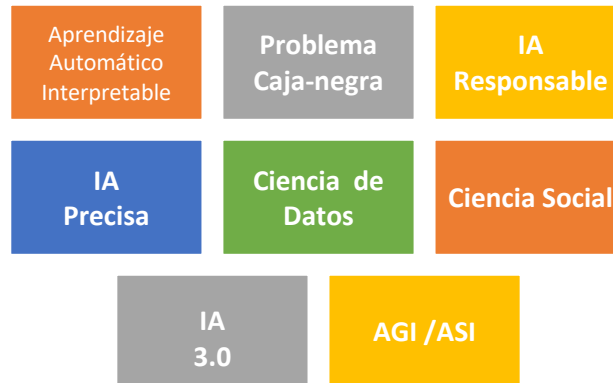 Aprendizaje
Automático
Interpretable
Problema
Caja-negra
IA
Responsable
IA
Precisa
Ciencia de
Datos
Ciencia Social
IA
3.0
AGI /ASI